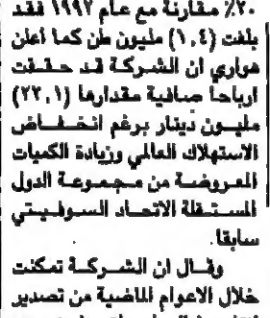 ٢٠٪ مقارنة مع عام ١٩٩٢ فقد
بلغت (١,٤) مليون طن كما اعلن
هواري ان الشركة قد حققت
ارباحاً صافية مقدارها (٢٢,١)
مليون دينار برغم انخفاض
الاستهلاك العالمي وزيادة الكميات
المعروضة من مجموعة الدول
المستقلة الاتحاد السوفيتي
سابقا.
وقال ان الشركة تمكنت
خلال الاعوام الماضية من تصدير